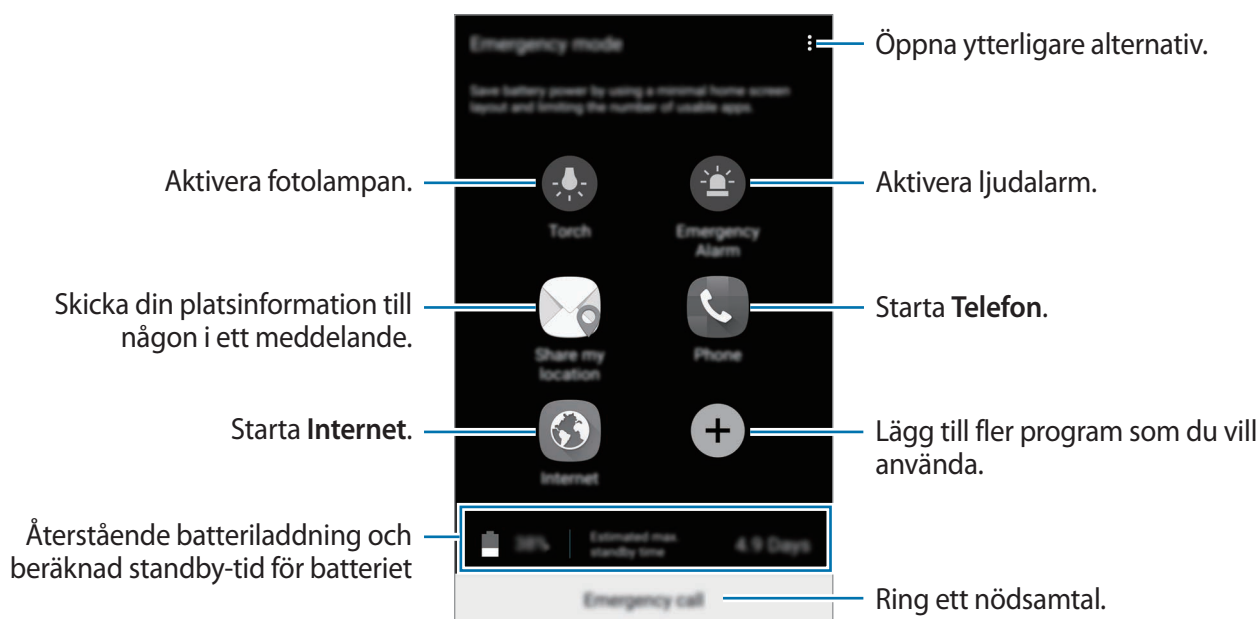 Emergency mode
Öppna ytterligare alternativ.
Save battery power by using a minimal home screen
layout and limiting the number of usable apps.
Aktivera fotolampan.
Aktivera ljudalarm.
Torch
Emergency
Alarm
Skicka din platsinformation till
någon i ett meddelande.
Starta Telefon.
Share my
location
Phone
Starta Internet.
Lägg till fler program som du vill
använda.
Internet
Återstående batteriladdning och
beräknad standby-tid för batteriet
38%
Estimated max.
standby time
4.9 Days
Emergency call
Ring ett nödsamtal.